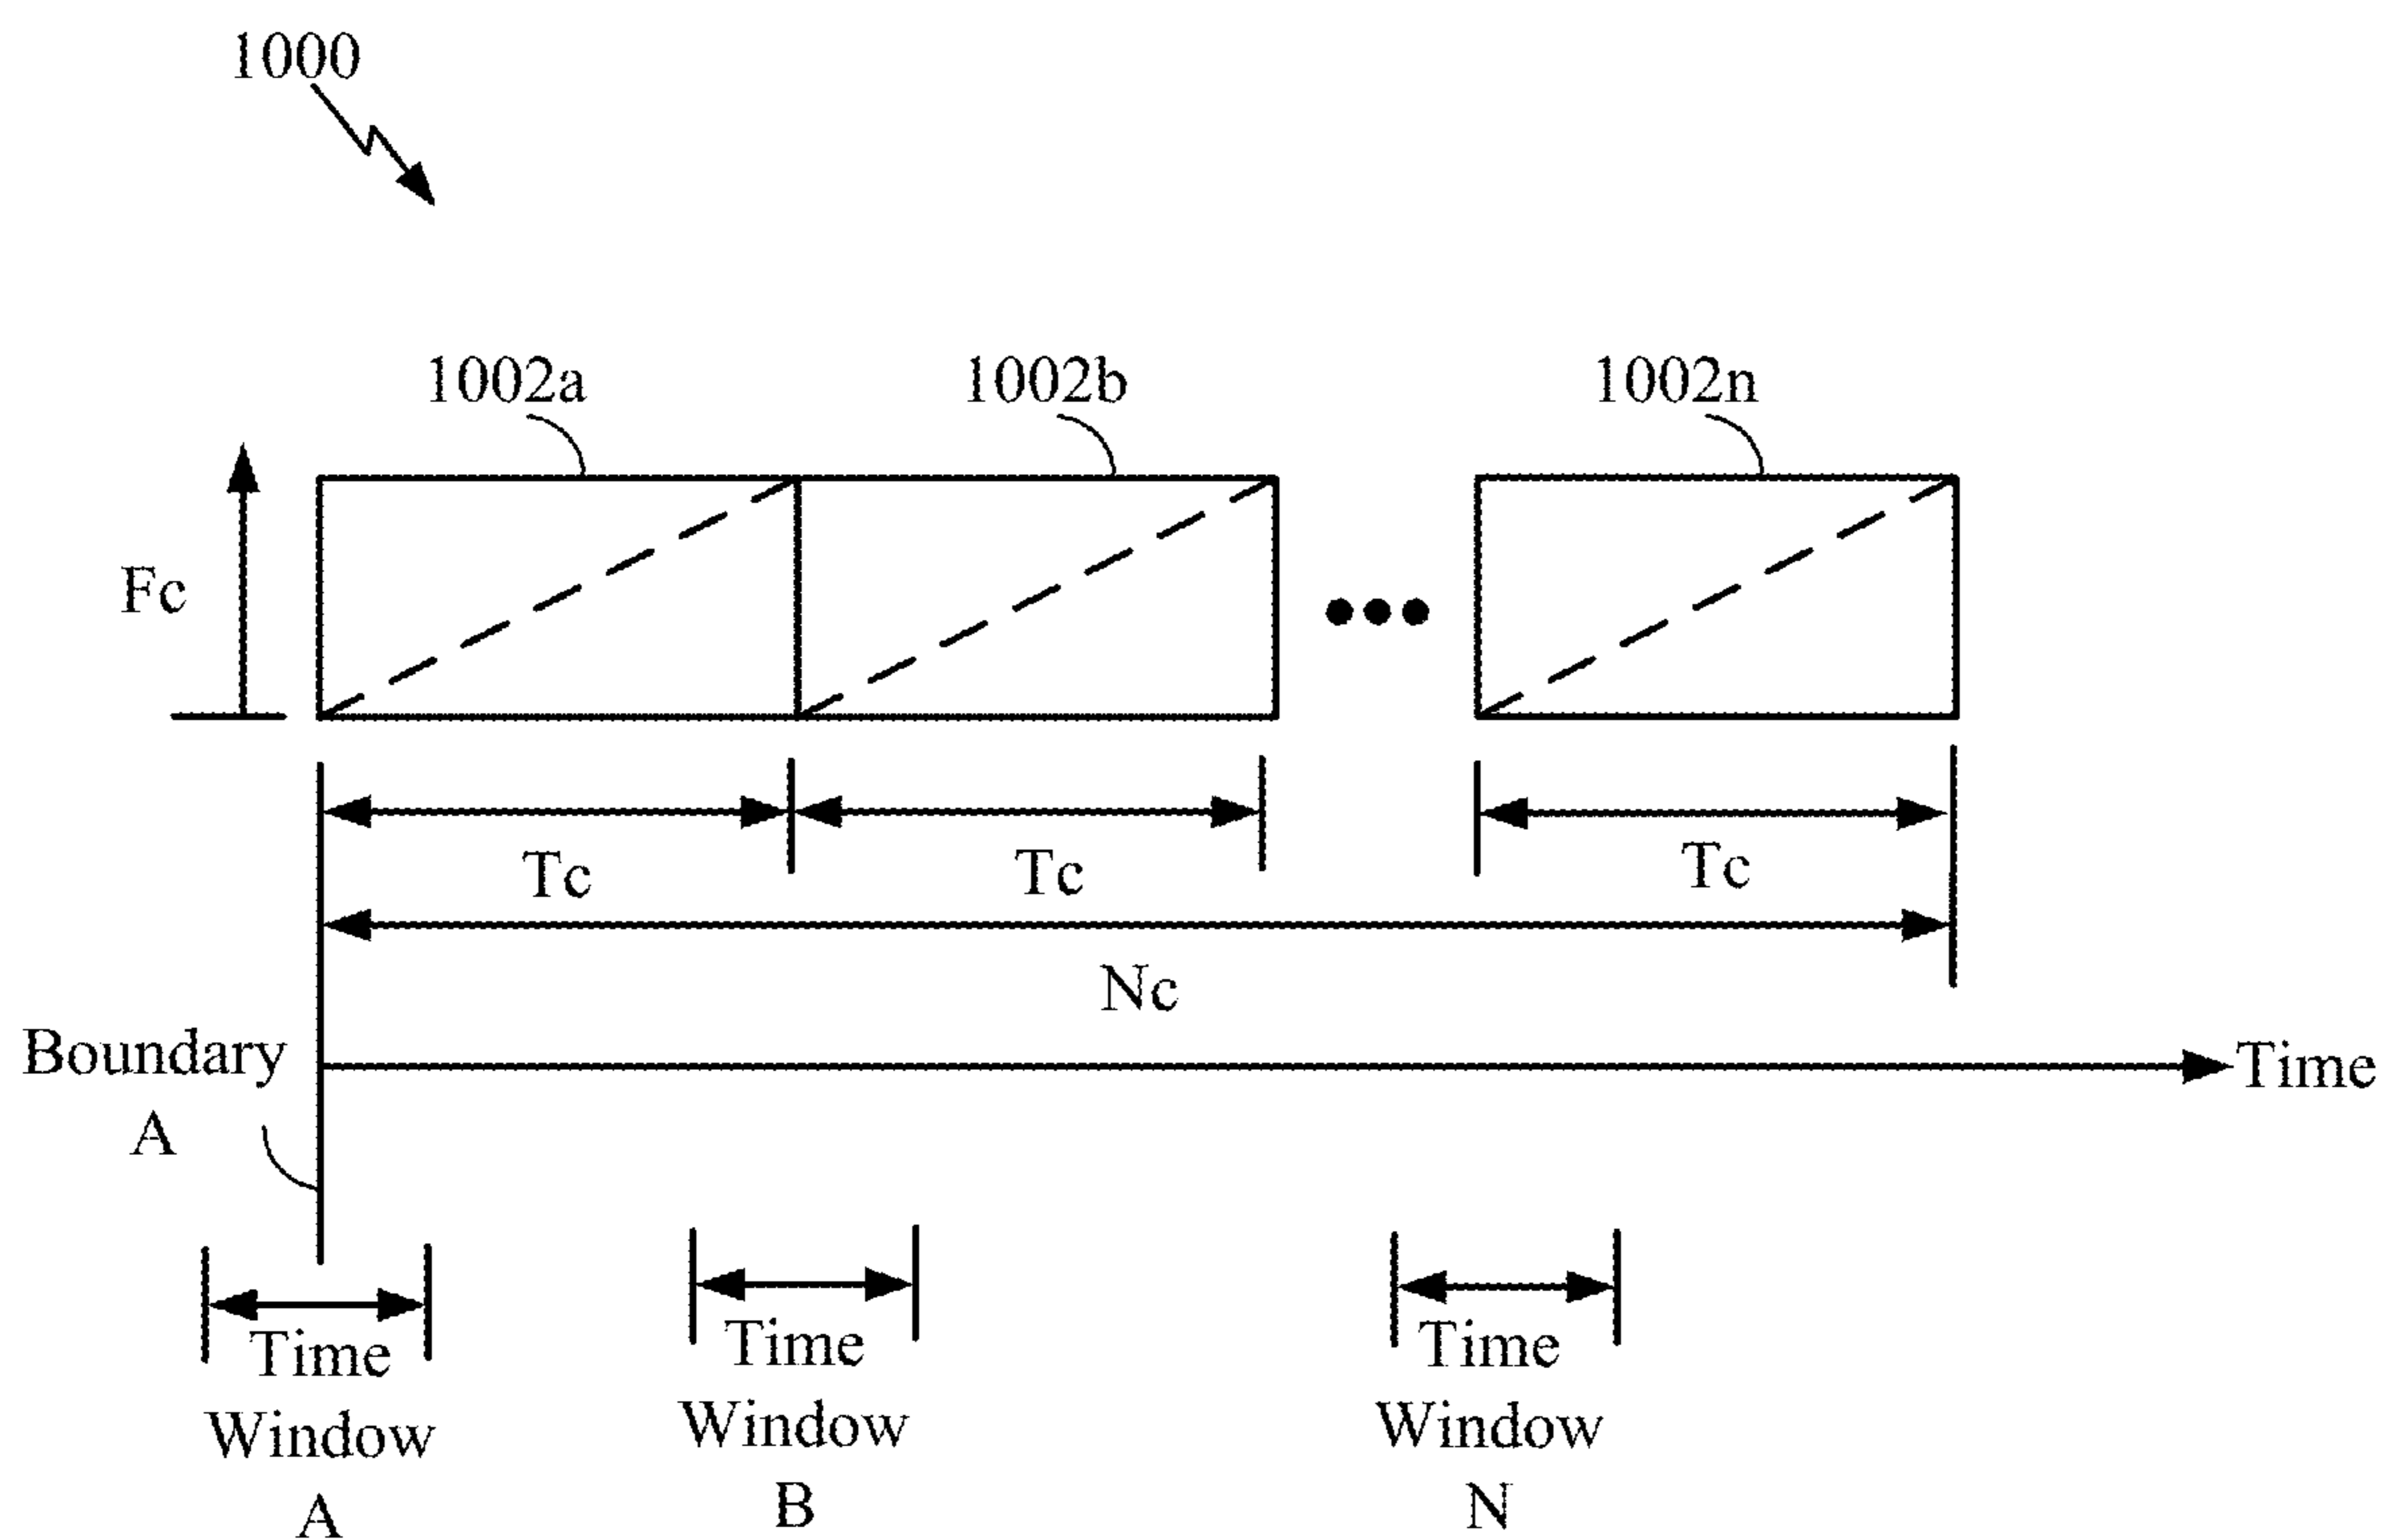 1000
1002a
1002b
1002n
Fc
Tc
Tc
Tc
Nc
Boundary
A
Time
Time
Window
A
Time
Window
B
Time
Window
N